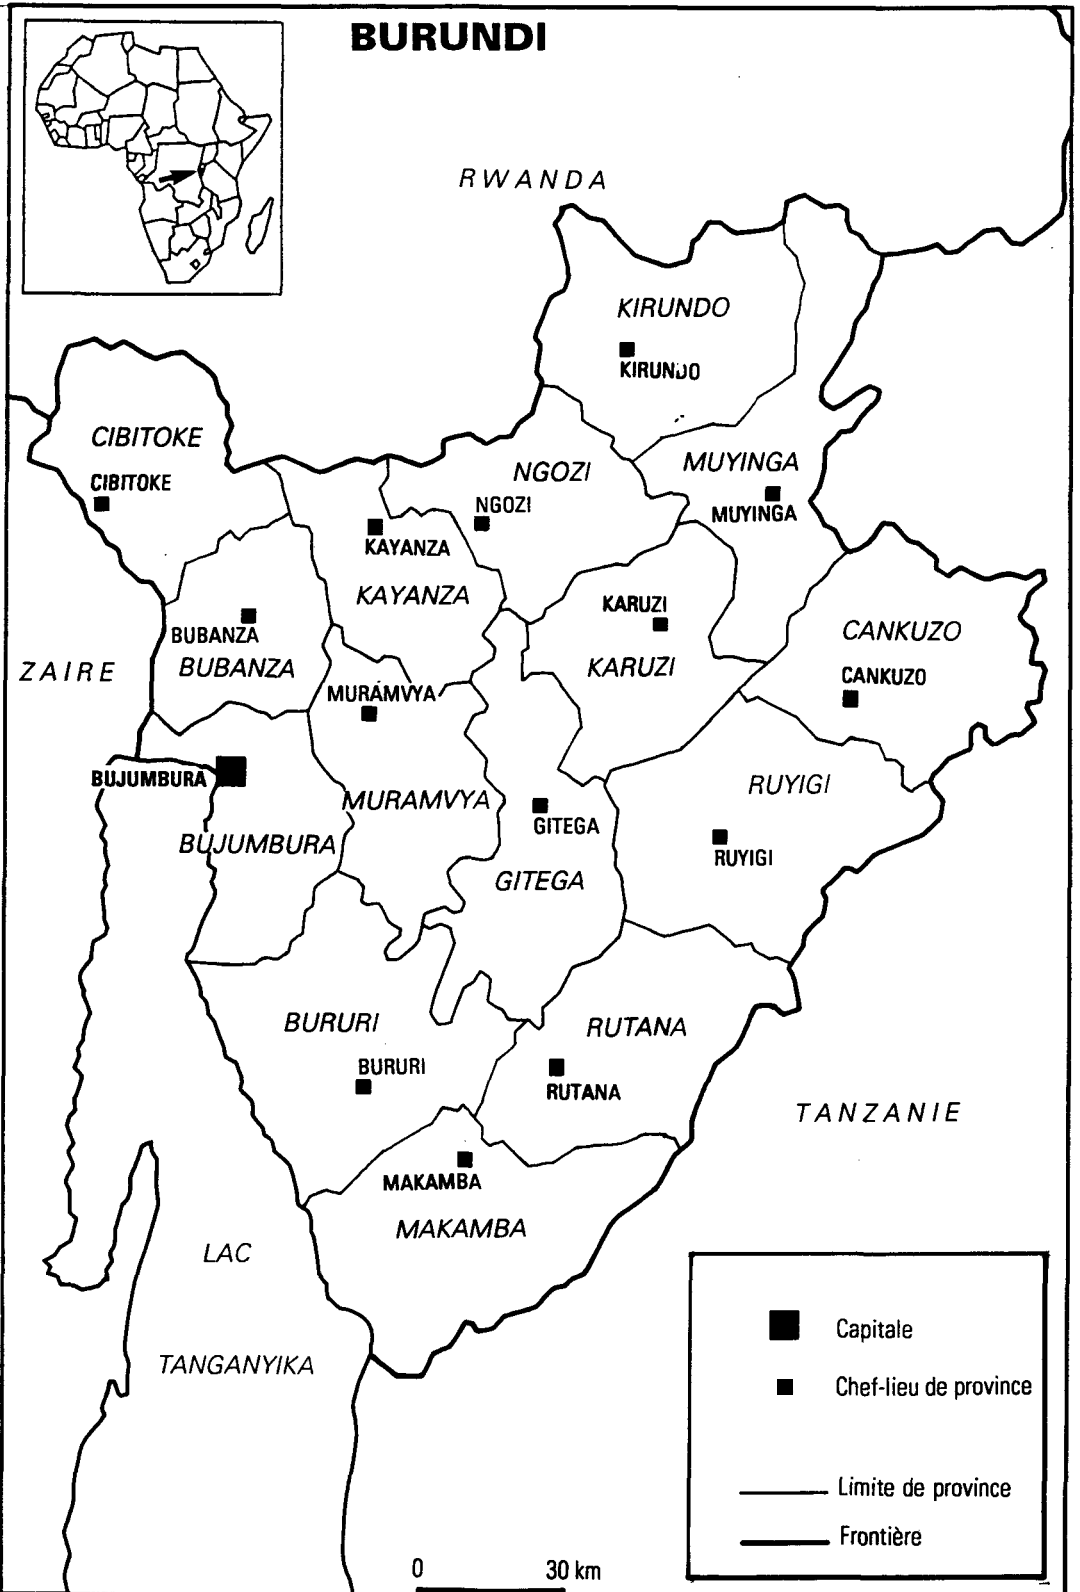 BURUNDI
RWANDA
KIRUNDO
KIRUNDO
CIBITOKE
CIBITOKE
NGOZI
NGOZI
MUYINGA
MUYINGA
KAYANZA
KAYANZA
KARUZI
KARUZI
BUBANZA
BUBANZA
CANKUZO
CANKUZO
ZAIRE
MURAMVYA
MURAMVYA
BUJUMBURA
BUJUMBURA
RUYIGI
RUYIGI
GITEGA
GITEGA
BURURI
BURURI
RUTANA
RUTANA
TANZANIE
MAKAMBA
MAKAMBA
LAC
TANGANYIKA
Capitale
Chef-lieu de province
Limite de province
Frontière
0 30 km